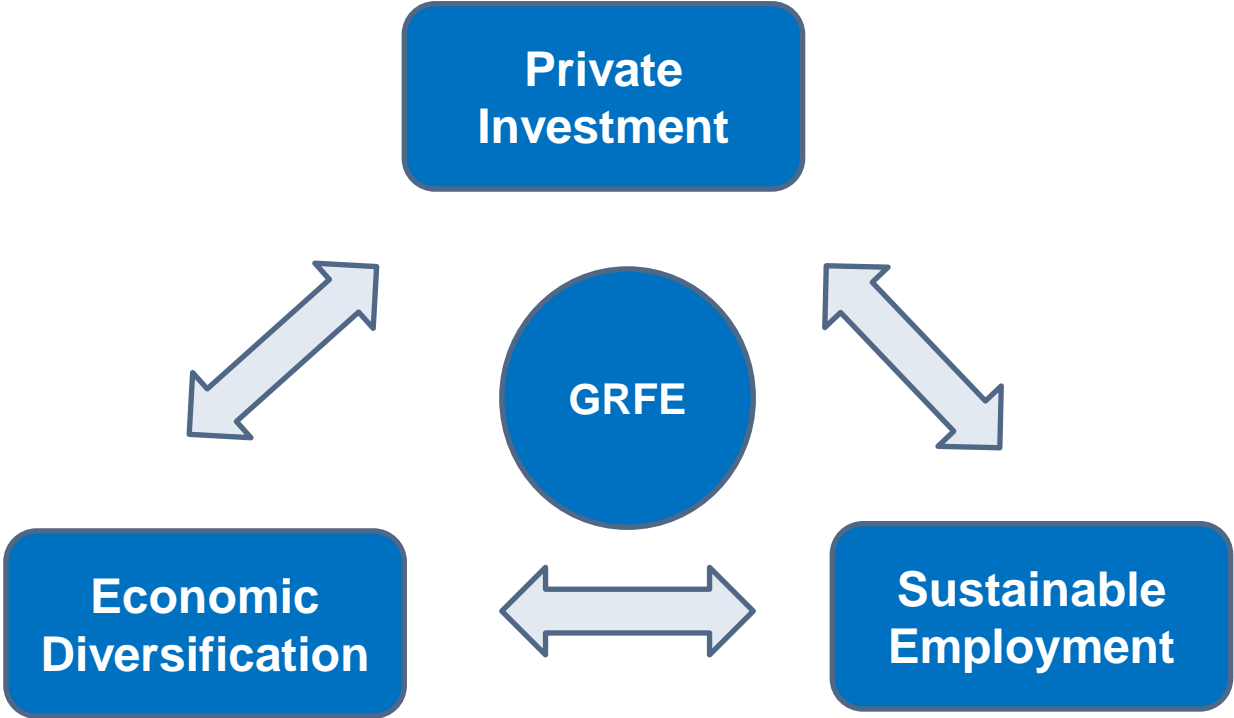 Private
Investment
GRFE
Economic
Diversification
Sustainable
Employment